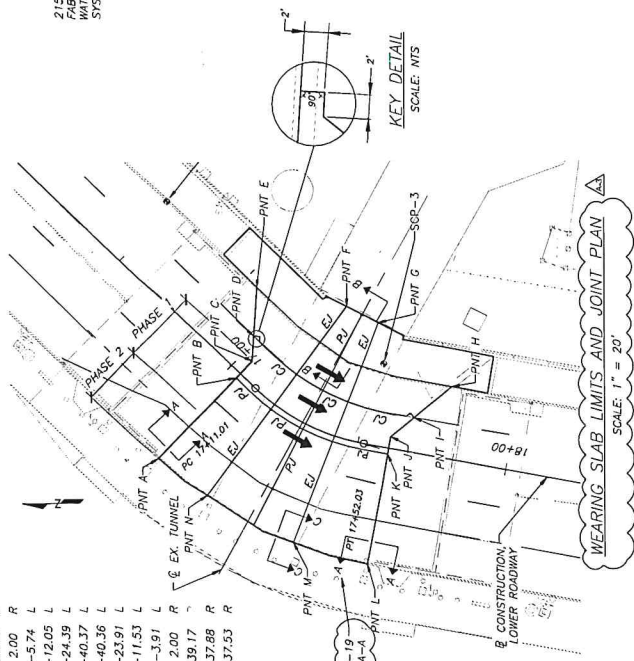 2.00 R
-5.74 L
-12.05 L
-24.39 L
-40.37 L
-40.36 L
-23.91 L
-11.53 L
-3.91 L
2.00 R
39.17
37.88 R
37.53 R
2'
2'
90°
KEY DETAIL
SCALE: NTS
N
PHASE 2
PHASE 1
PNT A
PNT B
PNT C
PNT D
PNT E
PNT F
PNT G
PNT H
PNT I
PNT J
PNT K
PNT L
PNT M
PNT N
SCP-3
A
A
PC 17+11.01
PT 17+52.03
18+00
EJ
EJ
EJ
EJ
PJ
PJ
B
B
C
C
A
A
₵ EX. TUNNEL
CONSTRUCTION,
LOWER ROADWAY
-19
A-A
WEARING SLAB LIMITS AND JOINT PLAN
SCALE: 1" = 20'